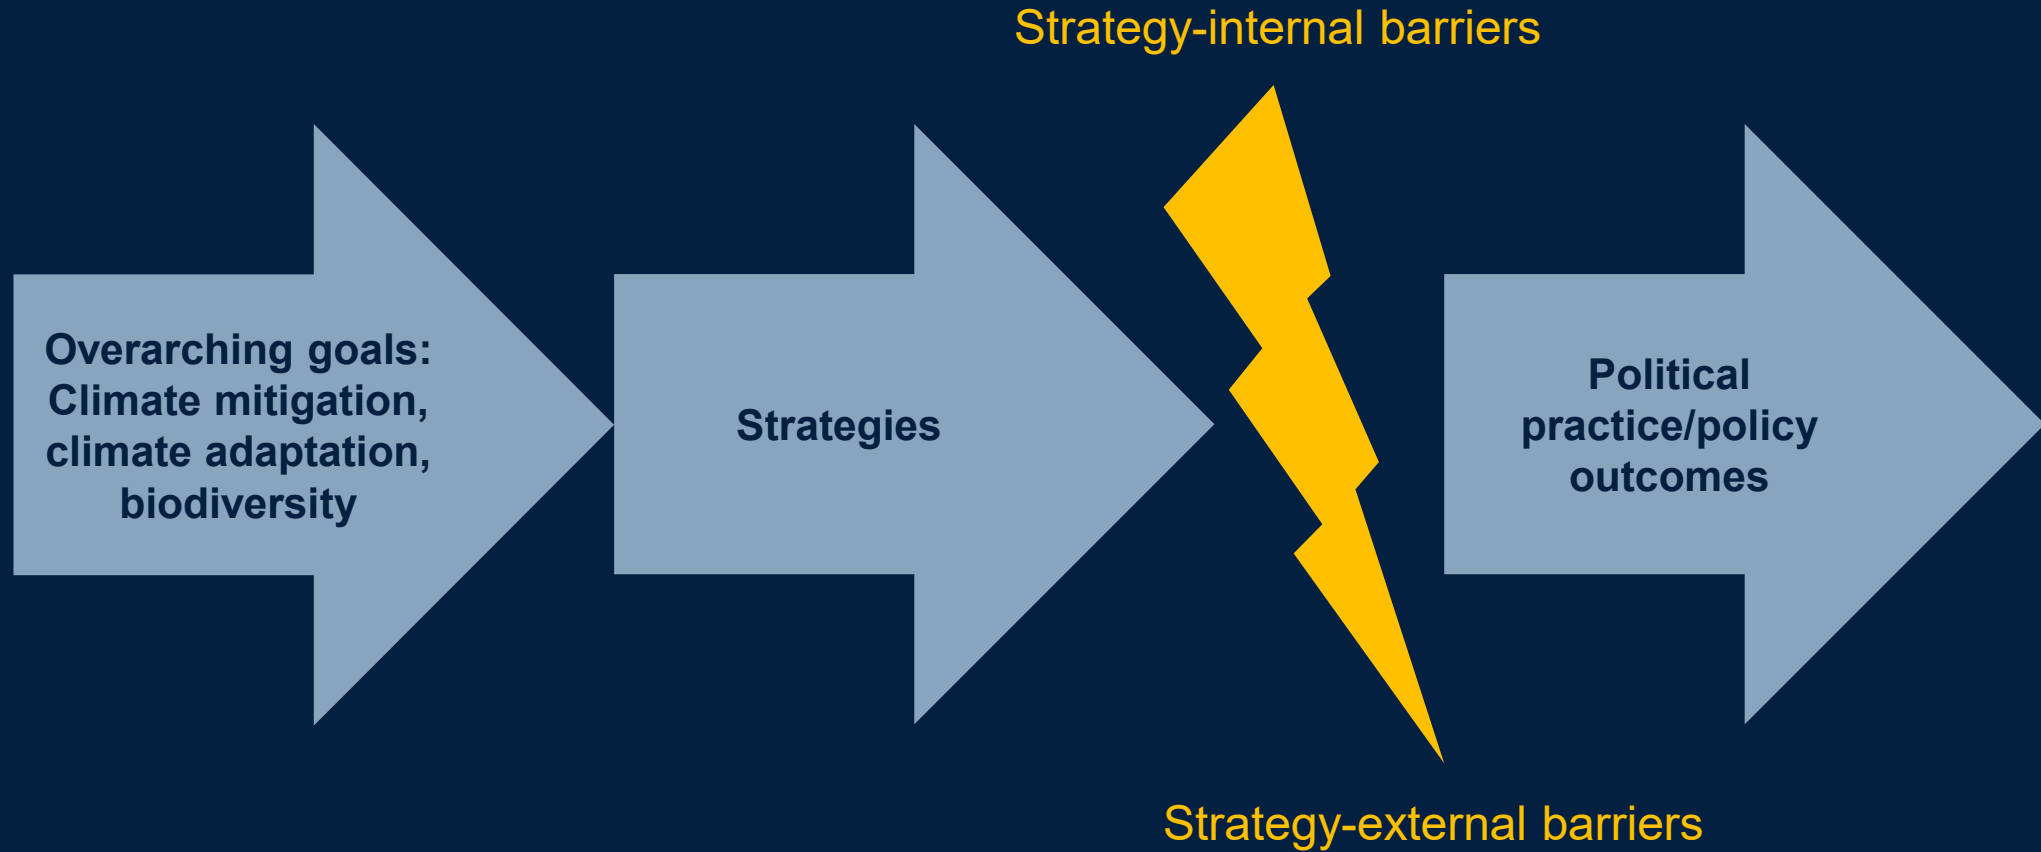 Strategy-internal barriers
Overarching goals:
Climate mitigation,
climate adaptation,
biodiversity
Strategies
Political
practice/policy
outcomes
Strategy-external barriers